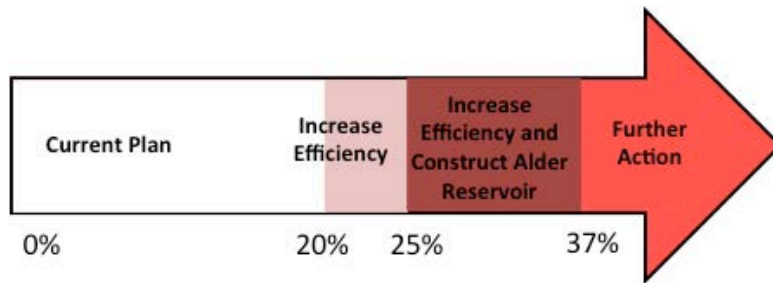 Current Plan
Increase
Efficiency
Increase
Efficiency and
Construct Alder
Reservoir
Further
Action
0%
20%
25%
37%